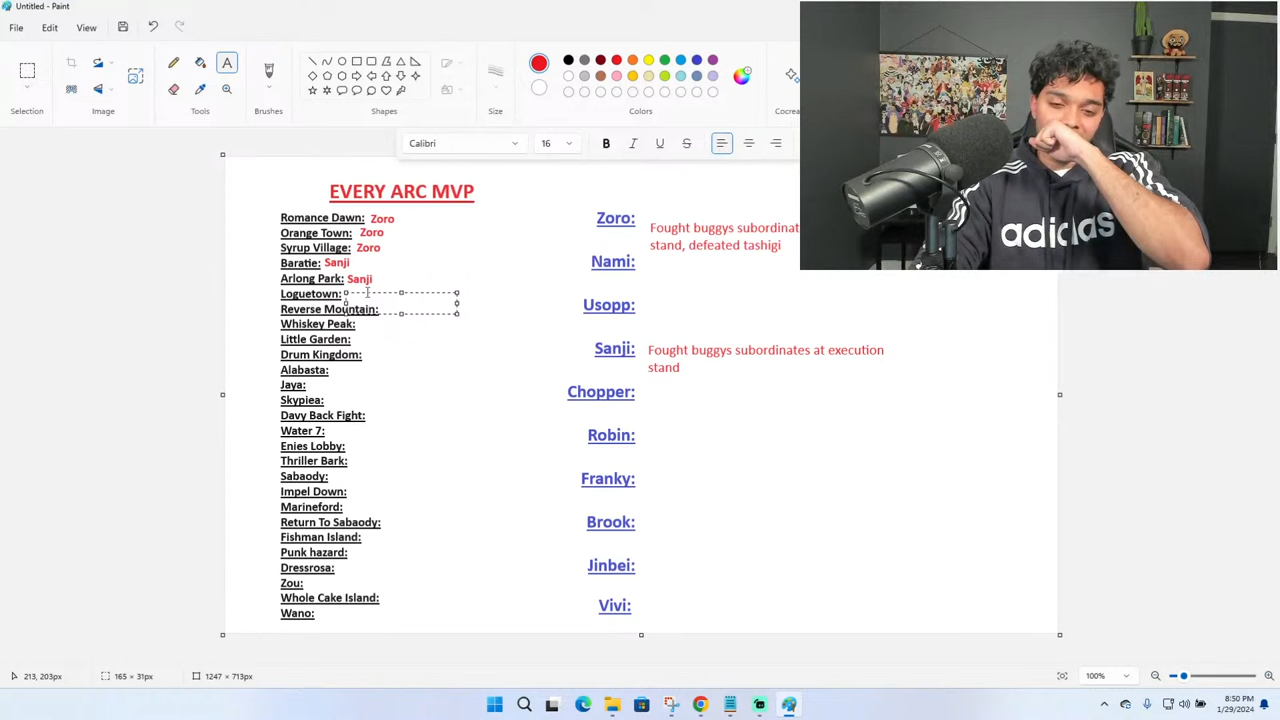 Untitled - Paint
File Edit View
Selection Image Tools Brushes Shapes Size Colors Cocrea
Calibri 16 B I U S
EVERY ARC MVP
Romance Dawn: Zoro
Orange Town: Zoro
Syrup Village: Zoro
Baratie: Sanji
Arlong Park: Sanji
Loguetown:
Reverse Mountain:
Whiskey Peak:
Little Garden:
Drum Kingdom:
Alabasta:
Jaya:
Skypiea:
Davy Back Fight:
Water 7:
Enies Lobby:
Thriller Bark:
Sabaody:
Impel Down:
Marineford:
Return To Sabaody:
Fishman Island:
Punk hazard:
Dressrosa:
Zou:
Whole Cake Island:
Wano:
Zoro: Fought buggys subordinat
stand, defeated tashigi
Nami:
Usopp:
Sanji: Fought buggys subordinates at execution
stand
Chopper:
Robin:
Franky:
Brook:
Jinbei:
Vivi:
adidas
213, 203px 165 × 31px 1247 × 713px 100%
8:50 PM
1/29/2024